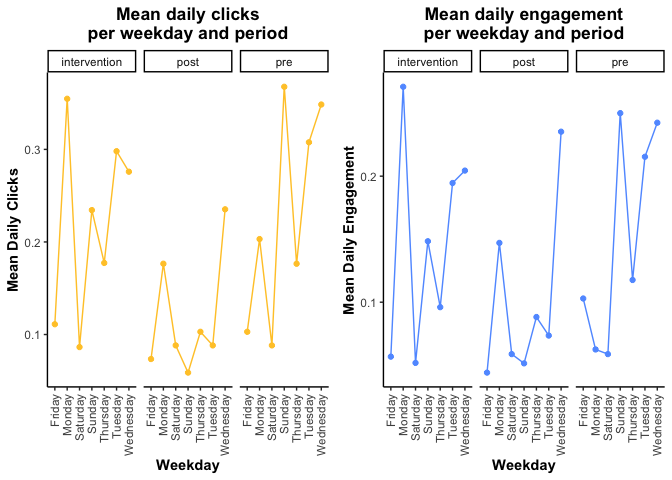 Mean daily clicks
per weekday and period
intervention
post
pre
Mean Daily Clicks
0.3
0.2
0.1
Friday
Monday
Saturday
Sunday
Thursday
Tuesday
Wednesday
Friday
Monday
Saturday
Sunday
Thursday
Tuesday
Wednesday
Friday
Monday
Saturday
Sunday
Thursday
Tuesday
Wednesday
Weekday
Mean daily engagement
per weekday and period
intervention
post
pre
Mean Daily Engagement
0.2
0.1
Friday
Monday
Saturday
Sunday
Thursday
Tuesday
Wednesday
Friday
Monday
Saturday
Sunday
Thursday
Tuesday
Wednesday
Friday
Monday
Saturday
Sunday
Thursday
Tuesday
Wednesday
Weekday